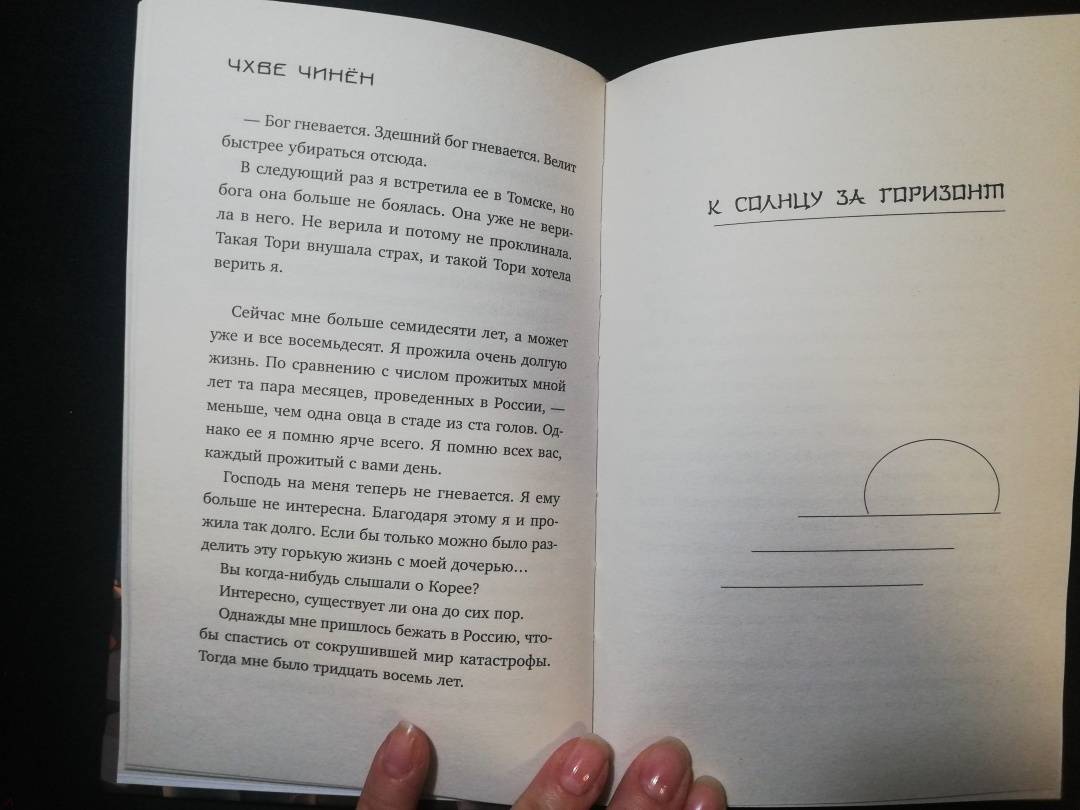 ЧХВЕ ЧИНЁН
— Бог гневается. Здешний бог гневается. Велит
быстрее убираться отсюда.
В следующий раз я встретила ее в Томске, но
бога она больше не боялась. Она уже не вери-
ла в него. Не верила и потому не проклинала.
Такая Тори внушала страх, и такой Тори хотела
верить я.
Сейчас мне больше семидесяти лет, а может
уже и все восемьдесят. Я прожила очень долгую
жизнь. По сравнению с числом прожитых мной
лет та пара месяцев, проведенных в России, —
меньше, чем одна овца в стаде из ста голов. Од-
нако ее я помню ярче всего. Я помню всех вас,
каждый прожитый с вами день.
Господь на меня теперь не гневается. Я ему
больше не интересна. Благодаря этому я и про-
жила так долго. Если бы только можно было раз-
делить эту горькую жизнь с моей дочерью...
Вы когда-нибудь слышали о Корее?
Интересно, существует ли она до сих пор.
Однажды мне пришлось бежать в Россию, что-
бы спастись от сокрушившей мир катастрофы.
Тогда мне было тридцать восемь лет.
К СОЛНЦУ ЗА ГОРИЗОНТ